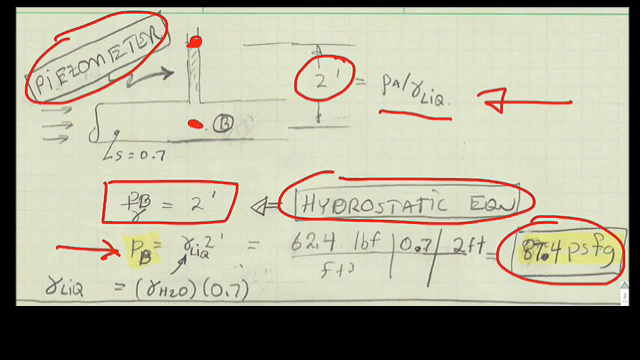 PIEZOMETER
2' = pa/γLIQ.
B
S = 0.7
pB/γ = 2' ⇐ HYDROSTATIC EQN
pB = γLIQ 2' = 62.4 lbf | 0.7 | 2ft / ft3 = 87.4 psfg
γLIQ = (γH2O)(0.7)
3